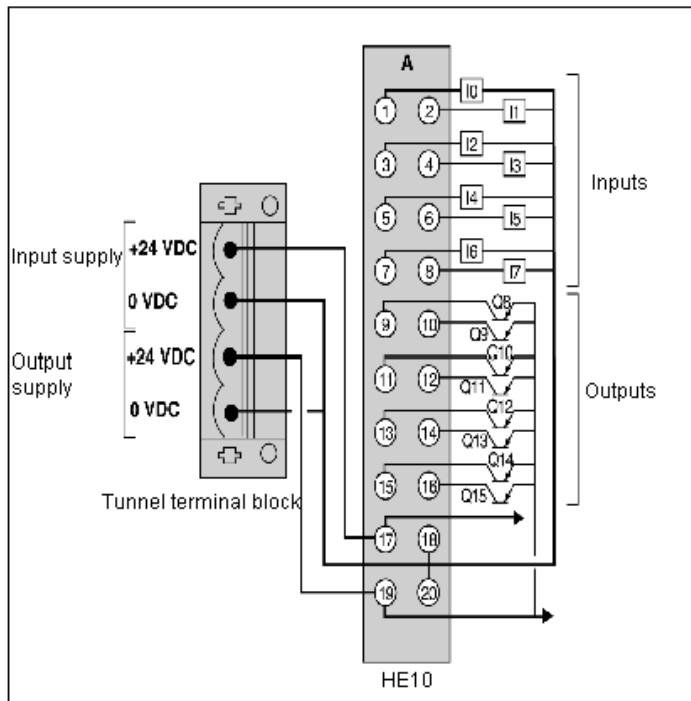 A
I0
1 2 I1
I2
3 4 I3
Inputs
I4
5 6 I5
I6
7 8 I7
Input supply
+24 VDC
0 VDC
Output supply
+24 VDC
0 VDC
Tunnel terminal block
Q8
9 10 Q9
Q10
11 12 Q11
Outputs
Q12
13 14 Q13
Q14
15 16 Q15
17 18
19 20
HE10